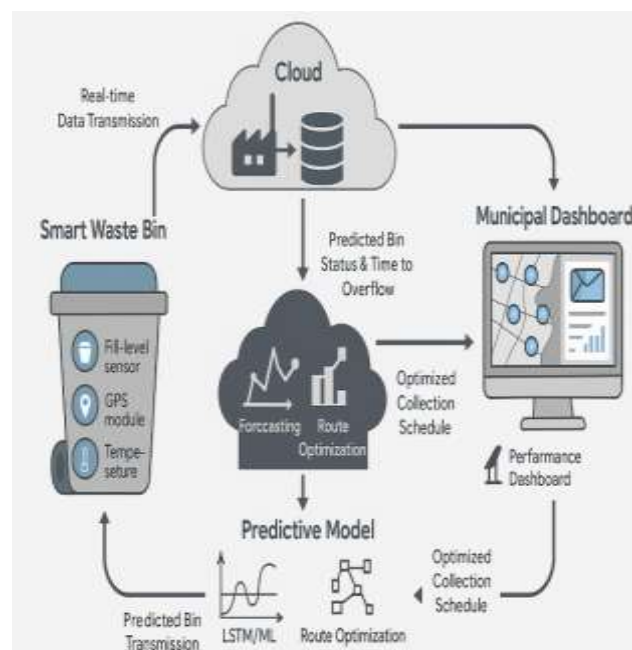 Cloud
Real-time
Data Transmission
Smart Waste Bin
Municipal Dashboard
Predicted Bin
Status & Time to
Overflow
Fill-level
sensor
GPS
module
Tempe-
seture
Forccasting
Route
Optimization
Optimized
Collection
Schedule
Perfarmance
Dashboard
Predictive Model
Optimized
Collection
Schedule
Predicted Bin
Transmission
LSTM/ML
Route Optimization